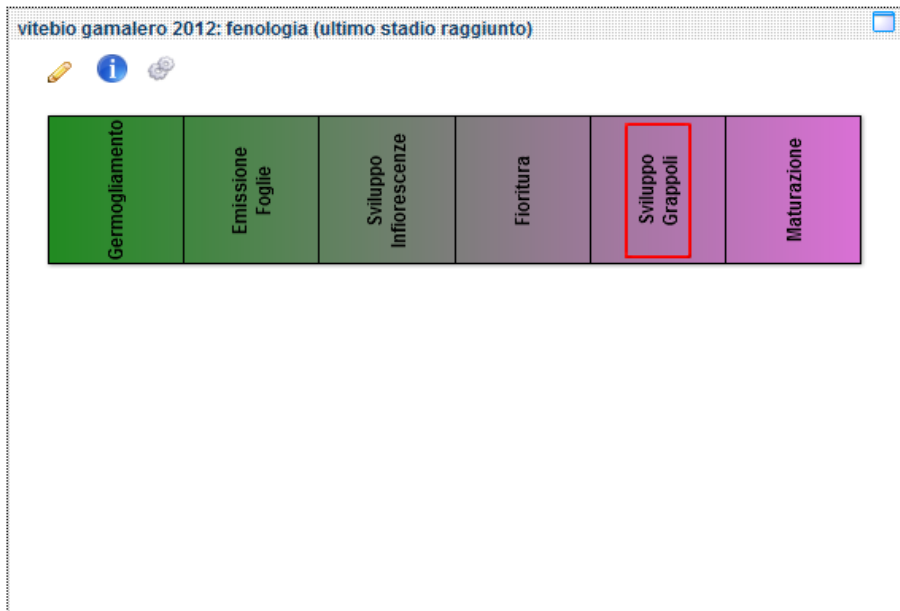 vitebio gamalero 2012: fenologia (ultimo stadio raggiunto)
Germogliamento
Emissione
Foglie
Sviluppo
Infiorescenze
Fioritura
Sviluppo
Grappoli
Maturazione